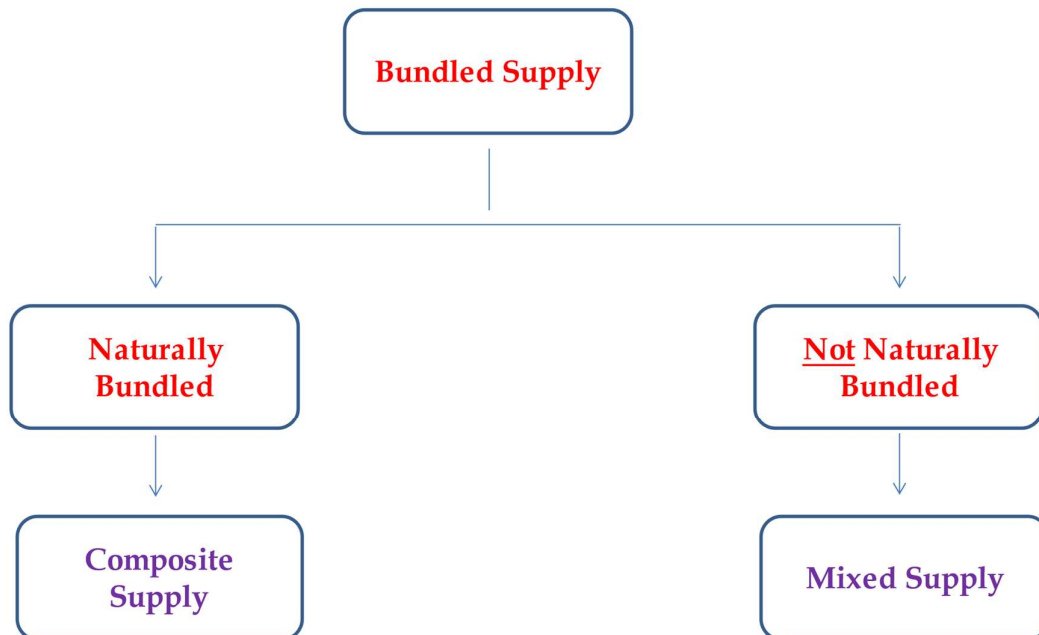 Bundled Supply
Naturally
Bundled
Not Naturally
Bundled
Composite
Supply
Mixed Supply